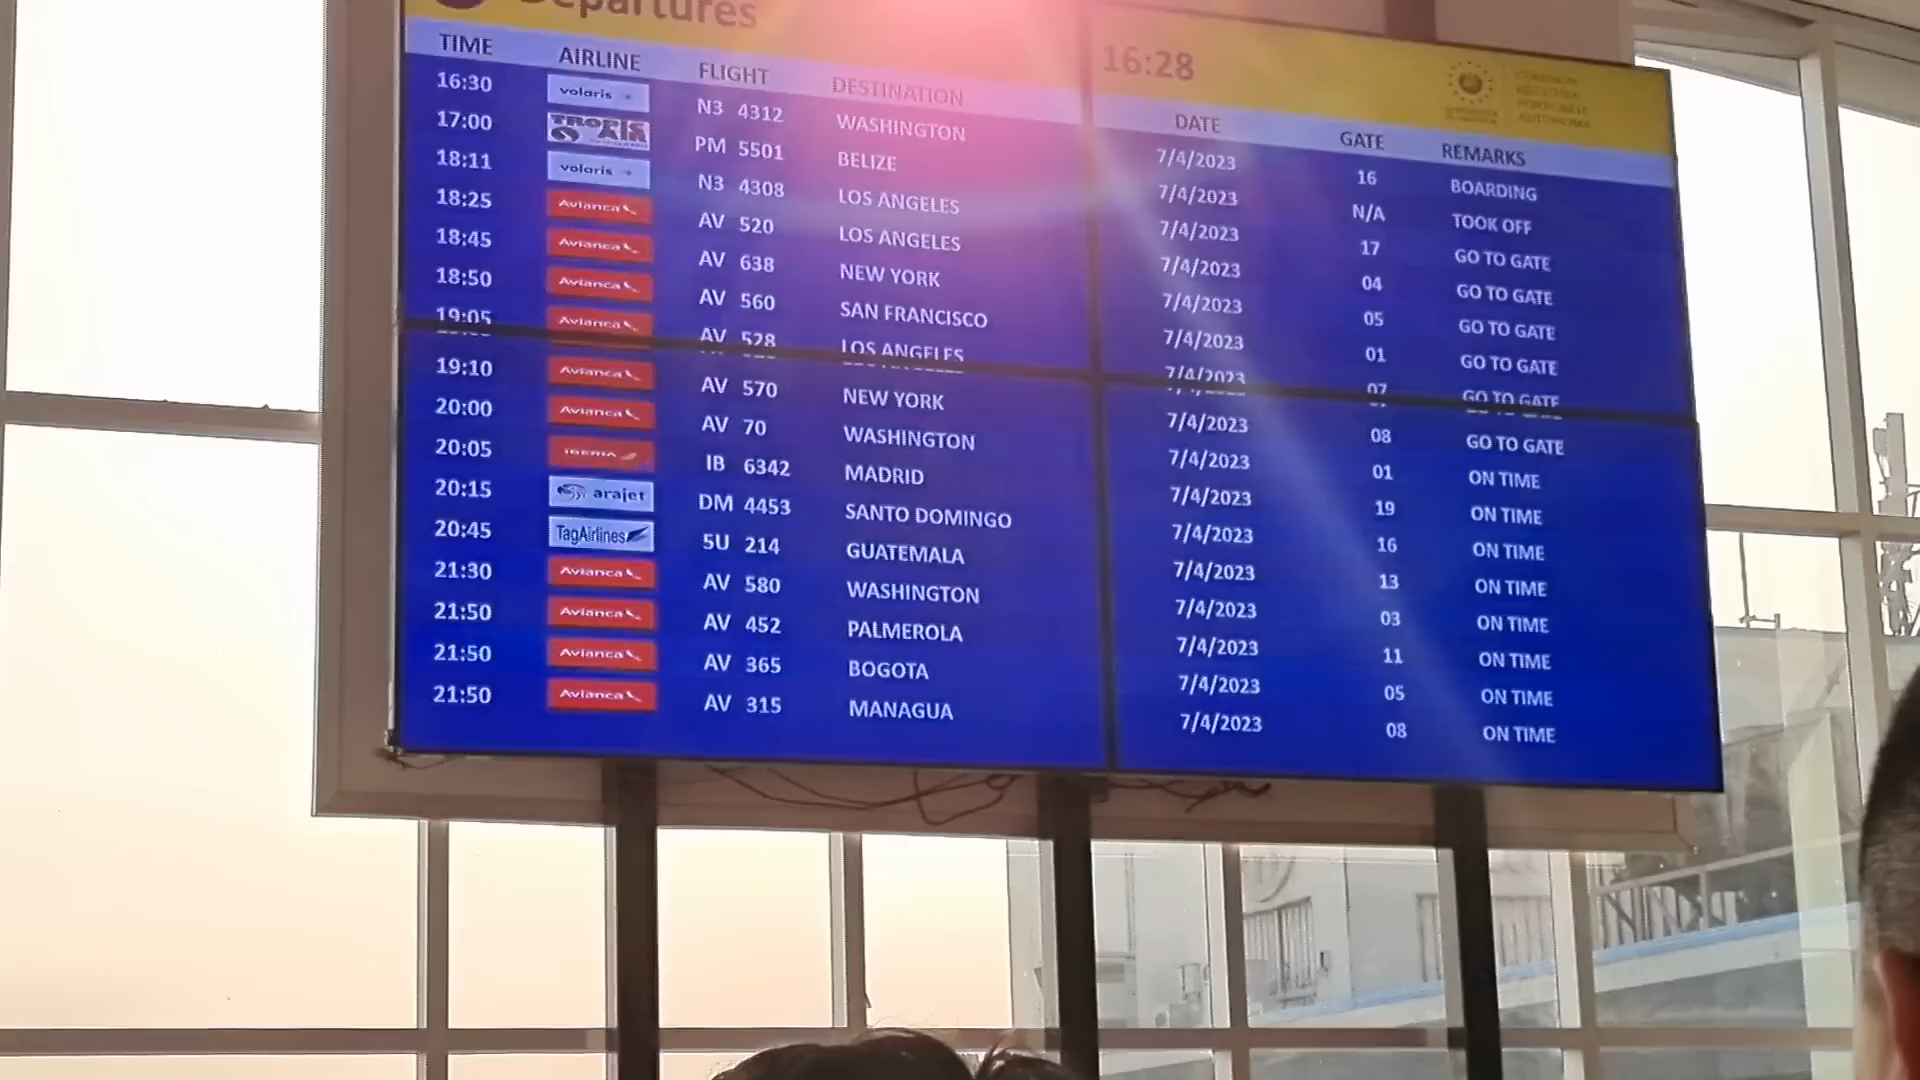 Departures 16:28
TIME AIRLINE FLIGHT DESTINATION DATE GATE REMARKS
16:30 volaris N3 4312 WASHINGTON 7/4/2023 16 BOARDING
17:00 TROPIC AIR PM 5501 BELIZE 7/4/2023 N/A TOOK OFF
18:11 volaris N3 4308 LOS ANGELES 7/4/2023 17 GO TO GATE
18:25 Avianca AV 520 LOS ANGELES 7/4/2023 04 GO TO GATE
18:45 Avianca AV 638 NEW YORK 7/4/2023 05 GO TO GATE
18:50 Avianca AV 560 SAN FRANCISCO 7/4/2023 01 GO TO GATE
19:05 Avianca AV 528 LOS ANGELES 7/4/2023 07 GO TO GATE
19:10 Avianca AV 570 NEW YORK 7/4/2023 08 GO TO GATE
20:00 Avianca AV 70 WASHINGTON 7/4/2023 01 ON TIME
20:05 IBERIA IB 6342 MADRID 7/4/2023 19 ON TIME
20:15 arajet DM 4453 SANTO DOMINGO 7/4/2023 16 ON TIME
20:45 TagAirlines 5U 214 GUATEMALA 7/4/2023 13 ON TIME
21:30 Avianca AV 580 WASHINGTON 7/4/2023 03 ON TIME
21:50 Avianca AV 452 PALMEROLA 7/4/2023 11 ON TIME
21:50 Avianca AV 365 BOGOTA 7/4/2023 05 ON TIME
21:50 Avianca AV 315 MANAGUA 7/4/2023 08 ON TIME